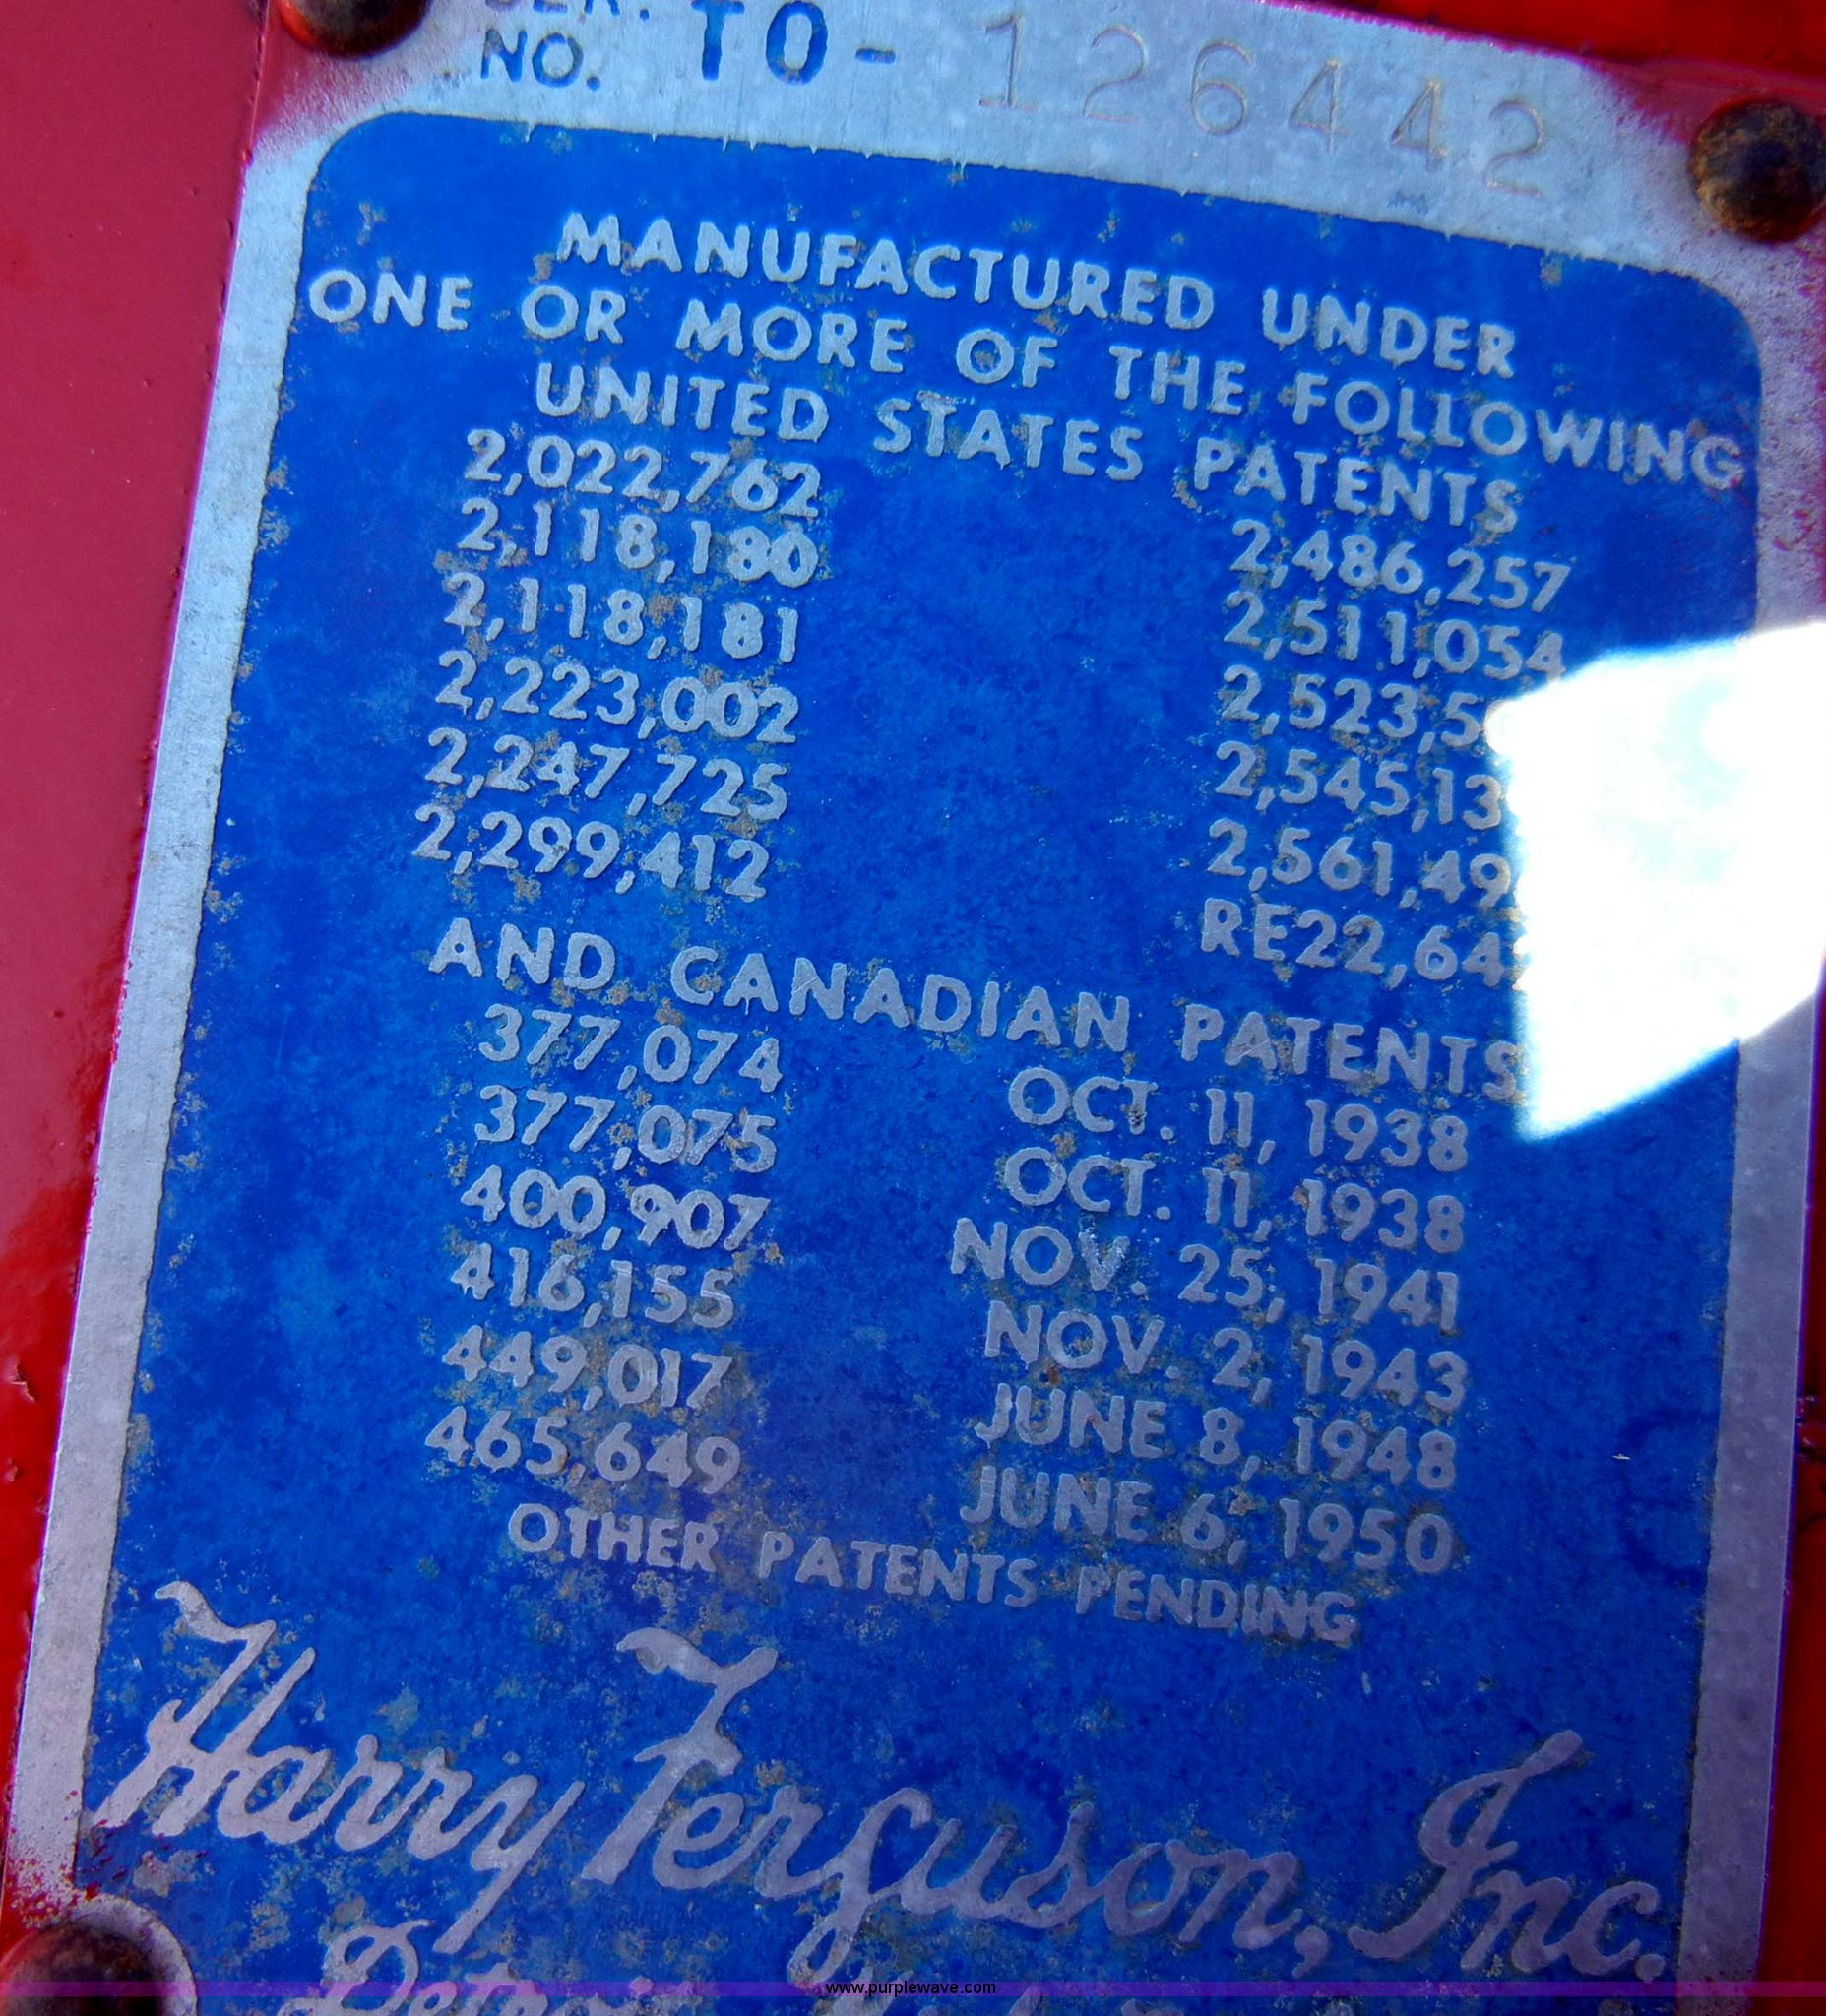 SER.
NO. TO- 126442
MANUFACTURED UNDER
ONE OR MORE OF THE FOLLOWING
UNITED STATES PATENTS
2,022,762 2,486,257
2,118,180 2,511,054
2,118,181
2,223,002
2,247,725
2,299,412
AND CANADIAN PATENTS
377,074 OCT. 11, 1938
377,075 OCT. 11, 1938
400,907 NOV. 25, 1941
416,155 NOV. 2, 1943
449,017 JUNE 8, 1948
465,649 JUNE 6, 1950
OTHER PATENTS PENDING
Harry Ferguson, Inc.
Detroit
www.purplewave.com